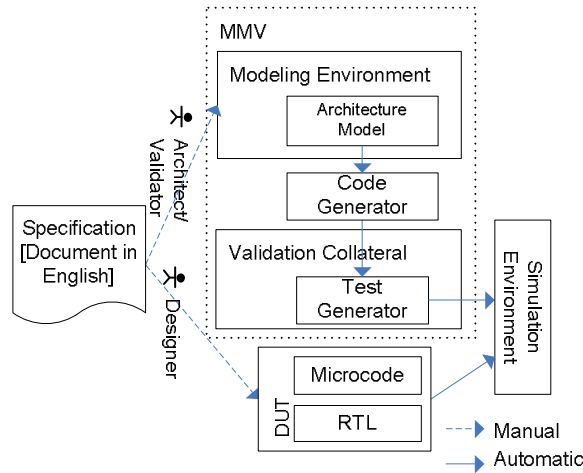 MMV
Modeling Environment
Architecture
Model
Code
Generator
Validation Collateral
Test
Generator
Architect/
Validator
Specification
[Document in
English]
Designer
Simulation
Environment
DUT
Microcode
RTL
Manual
Automatic